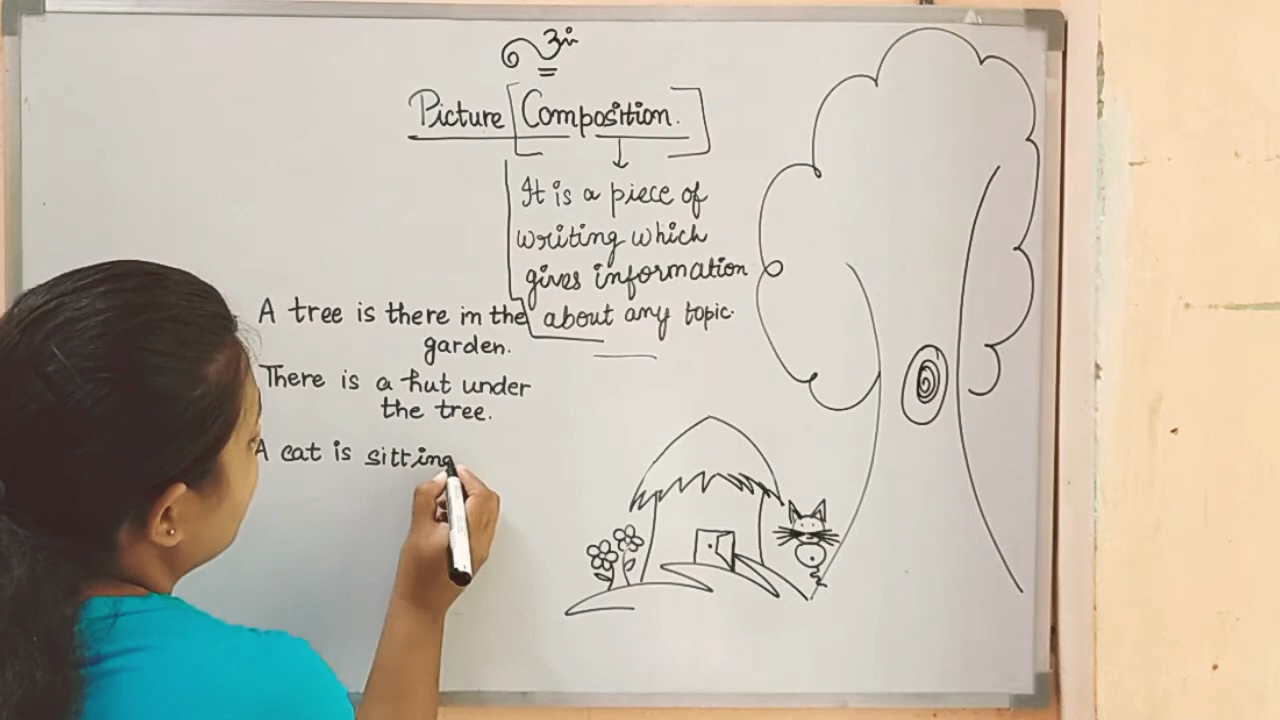 Picture [Composition.]
It is a piece of
writing which
gives information
about any topic.
A tree is there in the
garden.
There is a hut under
the tree.
A cat is sitting